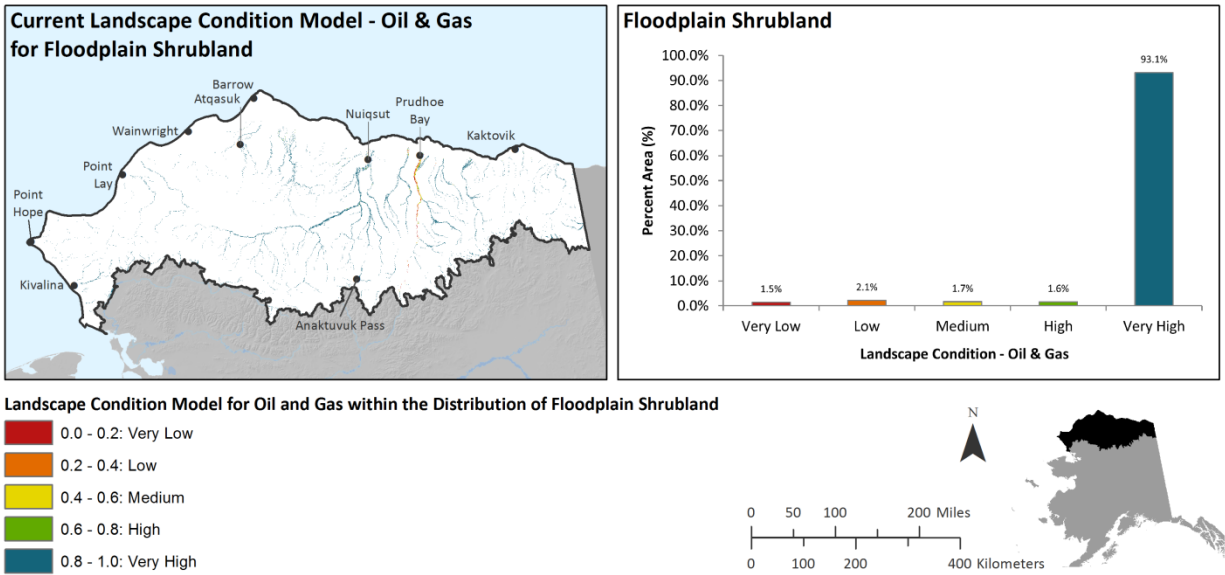 Current Landscape Condition Model - Oil & Gas
for Floodplain Shrubland
Barrow
Atqasuk
Wainwright
Nuiqsut
Prudhoe
Bay
Kaktovik
Point
Lay
Point
Hope
Kivalina
Anaktuvuk Pass
Floodplain Shrubland
100.0%
90.0%
80.0%
70.0%
60.0%
50.0%
40.0%
30.0%
20.0%
10.0%
0.0%
Percent Area (%)
1.5%
2.1%
1.7%
1.6%
93.1%
Very Low
Low
Medium
High
Very High
Landscape Condition - Oil & Gas
Landscape Condition Model for Oil and Gas within the Distribution of Floodplain Shrubland
0.0 - 0.2: Very Low
0.2 - 0.4: Low
0.4 - 0.6: Medium
0.6 - 0.8: High
0.8 - 1.0: Very High
N
0 50 100 200 Miles
0 100 200 400 Kilometers